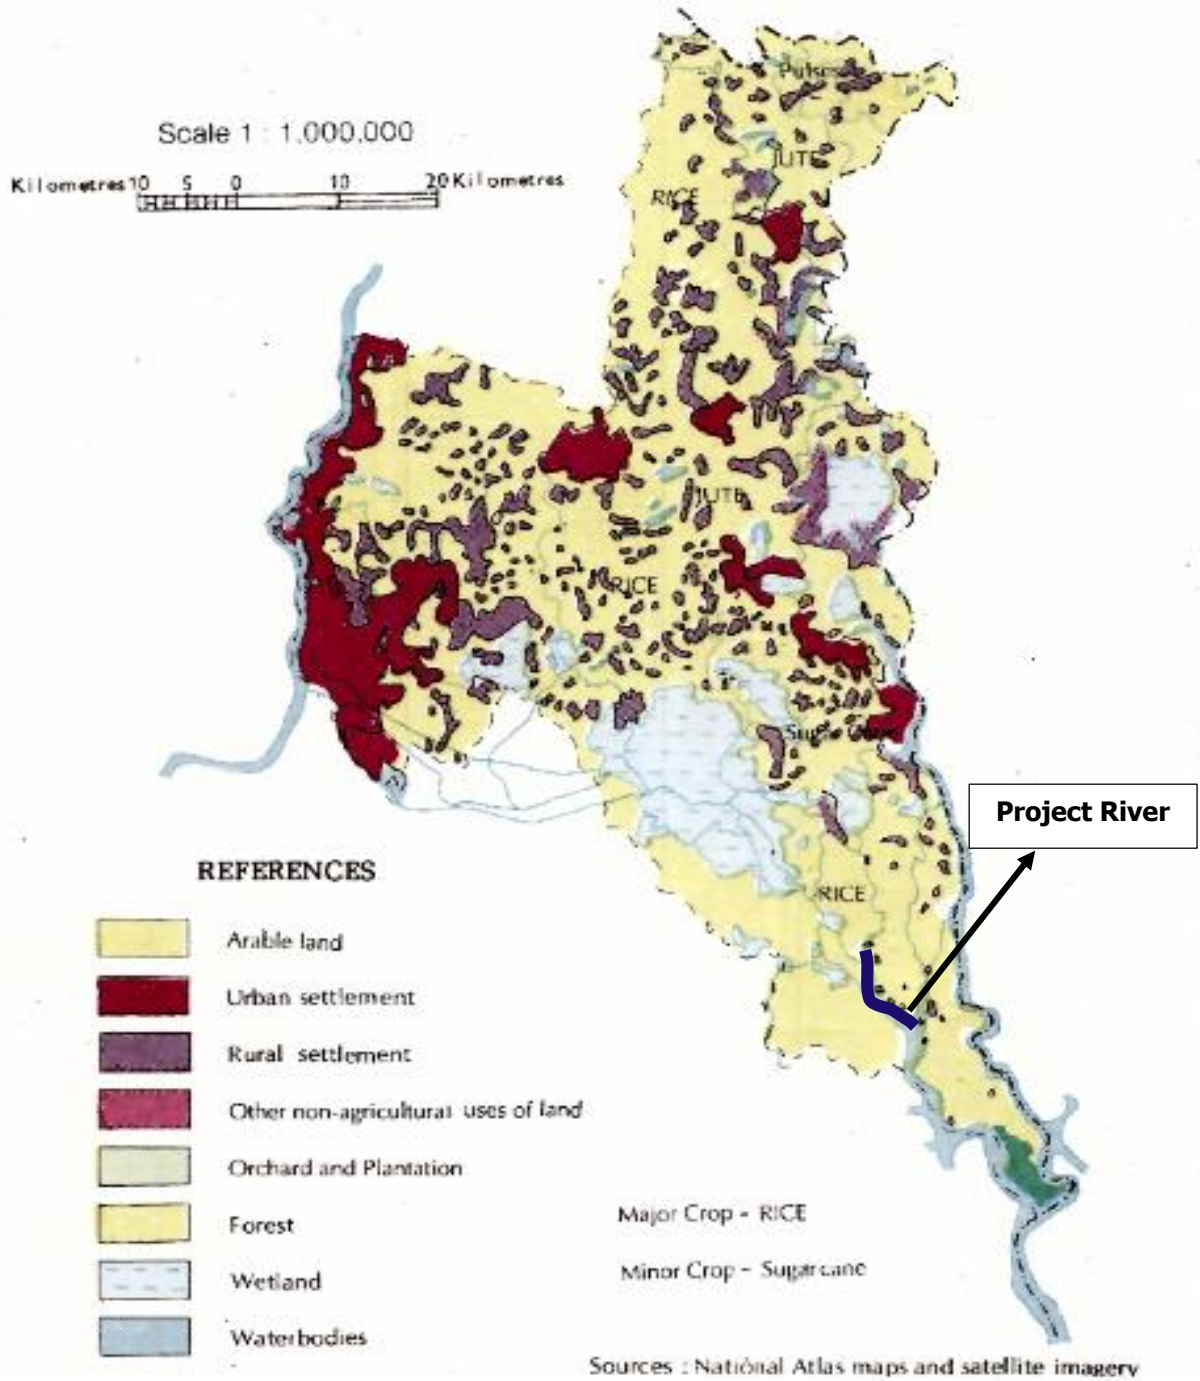 Pulses
Scale 1 : 1,000,000
JUTE
Kilometres 10 5 0 10 20 Kilometres
RICE
JUTE
RICE
Project River
REFERENCES
RICE
Arable land
Urban settlement
Rural settlement
Other non-agricultural uses of land
Orchard and Plantation
Forest
Major Crop - RICE
Wetland
Minor Crop - Sugarcane
Waterbodies
Sources : National Atlas maps and satellite imagery